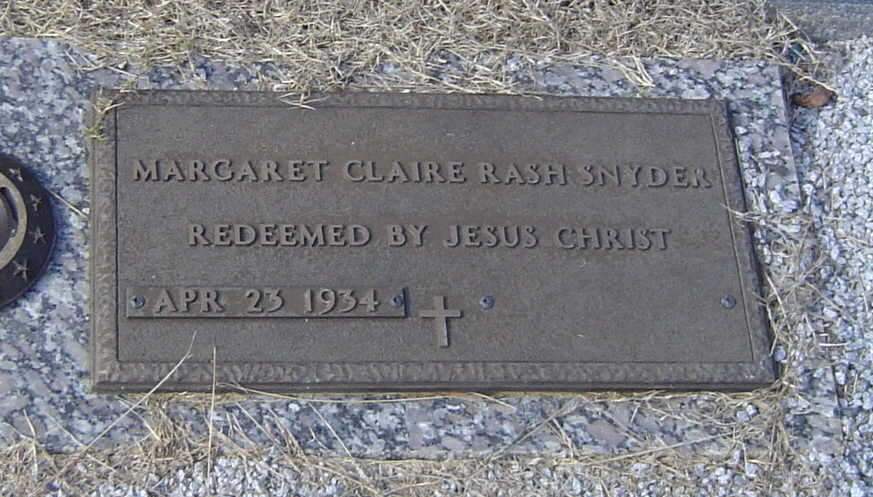 MARGARET CLAIRE RASH SNYDER
REDEEMED BY JESUS CHRIST
APR 23 1934